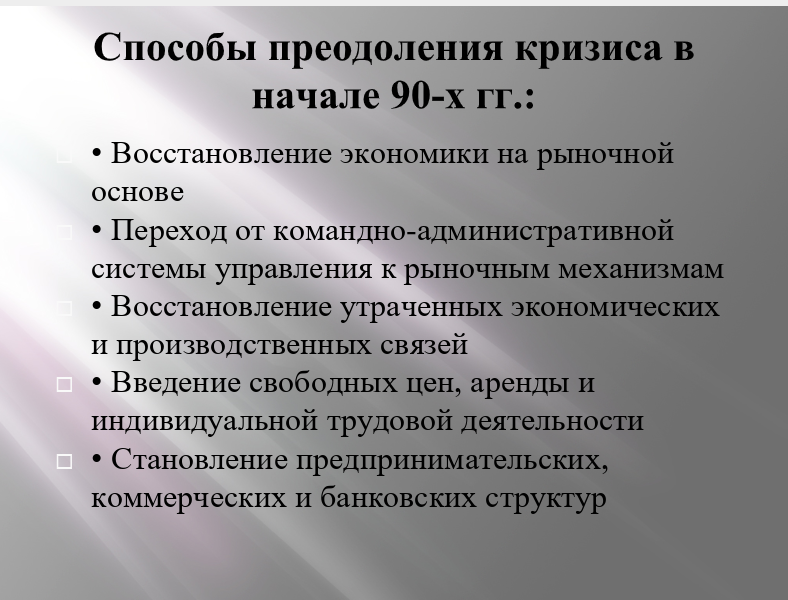 Способы преодоления кризиса в
начале 90-х гг.:
• Восстановление экономики на рыночной
основе
• Переход от командно-административной
системы управления к рыночным механизмам
• Восстановление утраченных экономических
и производственных связей
• Введение свободных цен, аренды и
индивидуальной трудовой деятельности
• Становление предпринимательских,
коммерческих и банковских структур